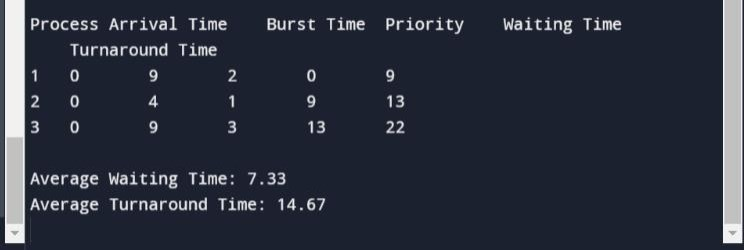 Process Arrival Time    Burst Time  Priority    Waiting Time
    Turnaround Time
1   0       9       2       0       9
2   0       4       1       9       13
3   0       9       3       13      22

Average Waiting Time: 7.33
Average Turnaround Time: 14.67